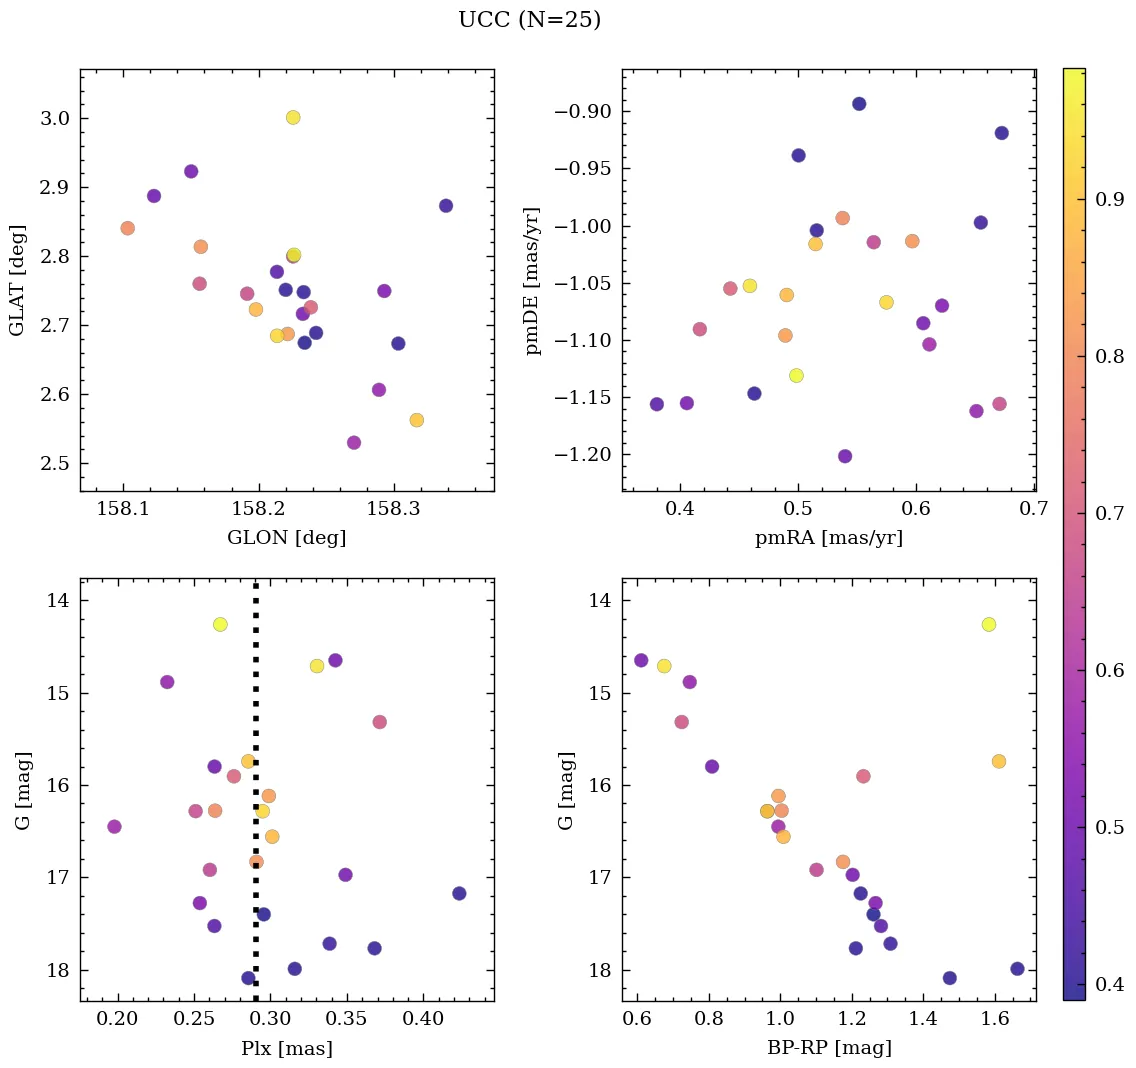 UCC (N=25)
3.0
2.9
2.8
2.7
2.6
2.5
GLAT [deg]
158.1 158.2 158.3
GLON [deg]
−0.90
−0.95
−1.00
−1.05
−1.10
−1.15
−1.20
pmDE [mas/yr]
0.4 0.5 0.6 0.7
pmRA [mas/yr]
14
15
16
17
18
G [mag]
0.20 0.25 0.30 0.35 0.40
Plx [mas]
14
15
16
17
18
G [mag]
0.6 0.8 1.0 1.2 1.4 1.6
BP-RP [mag]
0.9
0.8
0.7
0.6
0.5
0.4